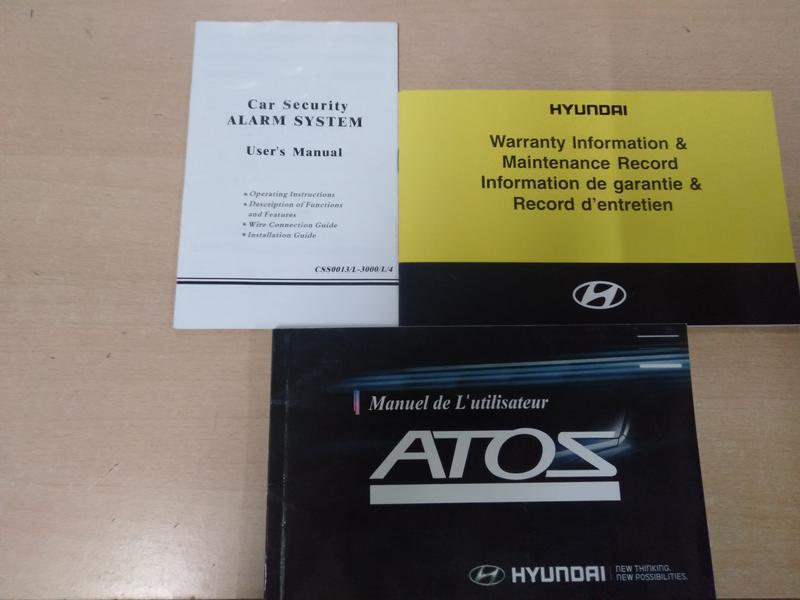 Car Security
ALARM SYSTEM
User's Manual
• Operating Instructions
• Description of Functions
and Features
• Wire Connection Guide
• Installation Guide
CSS0013/L-3000/L/4
HYUNDAI
Warranty Information &
Maintenance Record
Information de garantie &
Record d'entretien
Manuel de L'utilisateur
ATOS
HYUNDAI
NEW THINKING.
NEW POSSIBILITIES.